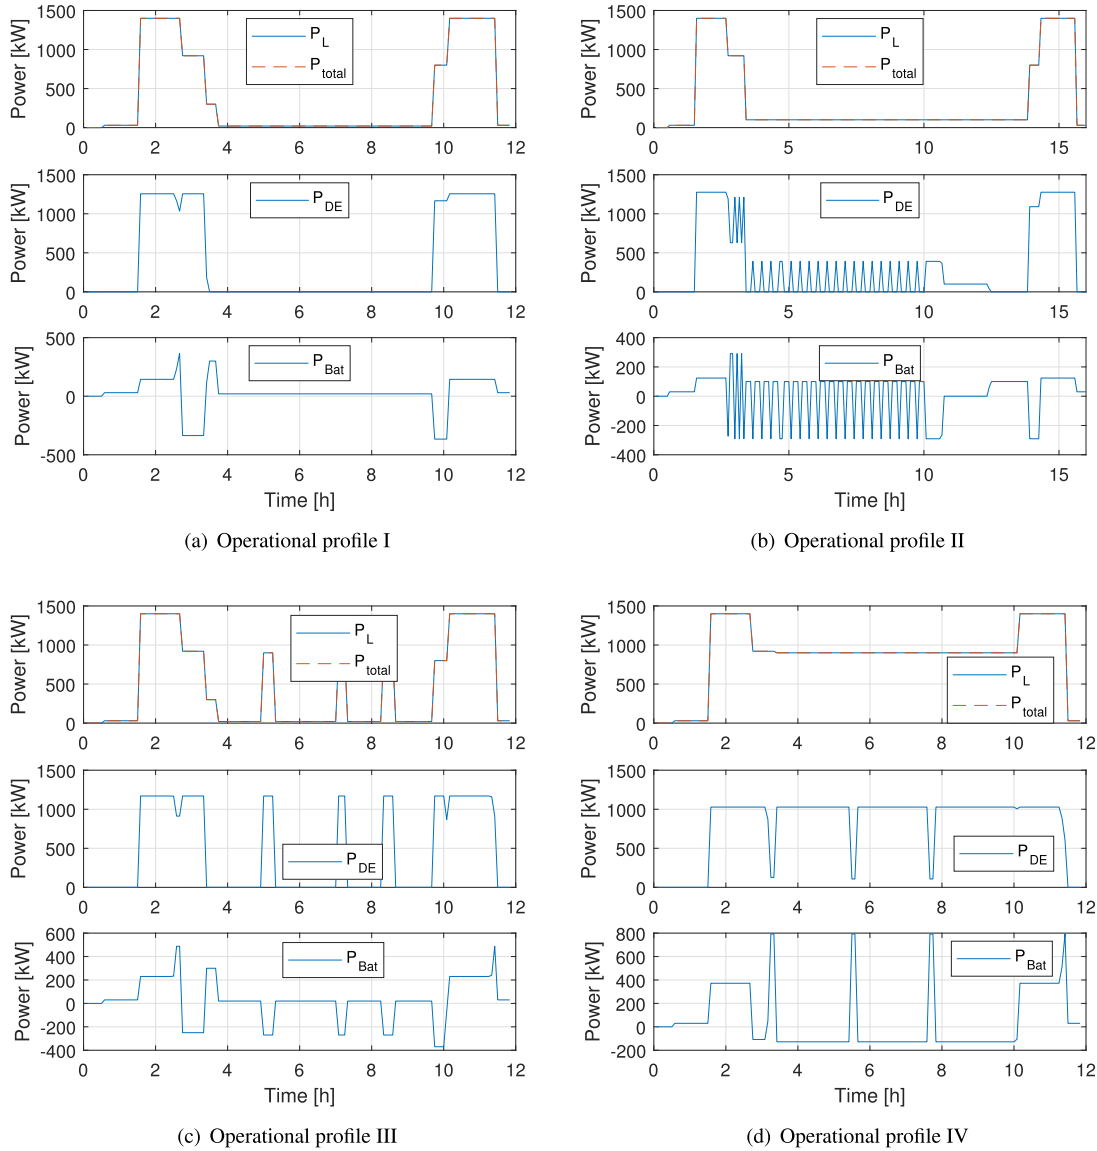 1500
1000
500
0
Power [kW]
P_L
P_total
0 2 4 6 8 10 12
1500
1000
500
0
Power [kW]
P_DE
0 2 4 6 8 10 12
500
0
-500
Power [kW]
P_Bat
0 2 4 6 8 10 12
Time [h]
(a) Operational profile I
1500
1000
500
0
Power [kW]
P_L
P_total
0 5 10 15
1500
1000
500
0
Power [kW]
P_DE
0 5 10 15
400
200
0
-200
-400
Power [kW]
P_Bat
0 5 10 15
Time [h]
(b) Operational profile II
1500
1000
500
0
Power [kW]
P_L
P_total
0 2 4 6 8 10 12
1500
1000
500
0
Power [kW]
P_DE
0 2 4 6 8 10 12
600
400
200
0
-200
-400
Power [kW]
P_Bat
0 2 4 6 8 10 12
Time [h]
(c) Operational profile III
1500
1000
500
0
Power [kW]
P_L
P_total
0 2 4 6 8 10 12
1500
1000
500
0
Power [kW]
P_DE
0 2 4 6 8 10 12
800
600
400
200
0
-200
Power [kW]
P_Bat
0 2 4 6 8 10 12
Time [h]
(d) Operational profile IV